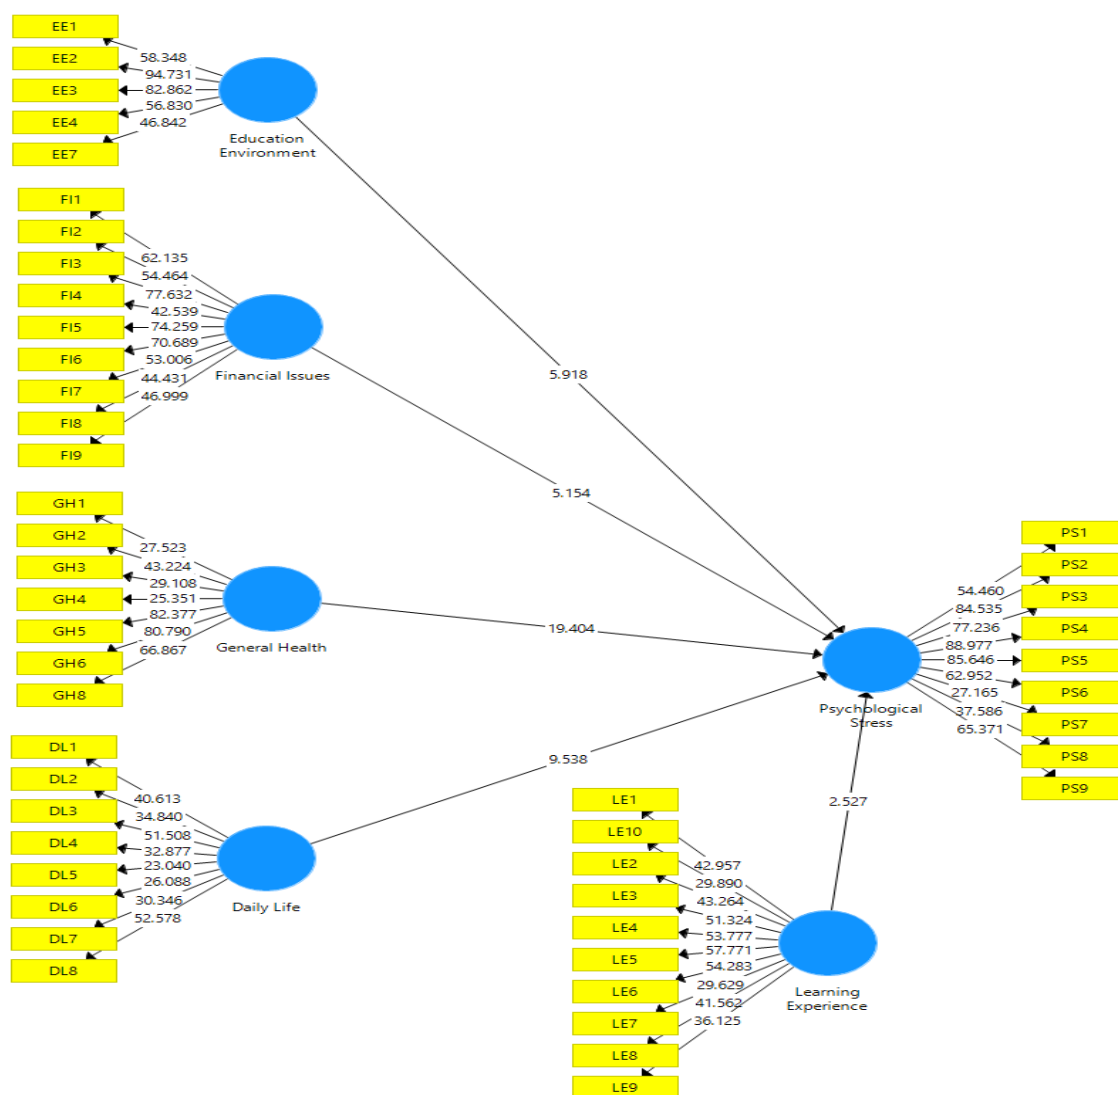 EE1
EE2
EE3
EE4
EE7
58.348
94.731
82.862
56.830
46.842
Education
Environment
FI1
FI2
FI3
FI4
FI5
FI6
FI7
FI8
FI9
62.135
54.464
77.632
42.539
74.259
70.689
53.006
44.431
46.999
Financial Issues
GH1
GH2
GH3
GH4
GH5
GH6
GH8
27.523
43.224
29.108
25.351
82.377
80.790
66.867
General Health
DL1
DL2
DL3
DL4
DL5
DL6
DL7
DL8
40.613
34.840
51.508
32.877
23.040
26.088
30.346
52.578
Daily Life
5.918
5.154
19.404
9.538
2.527
LE1
LE10
LE2
LE3
LE4
LE5
LE6
LE7
LE8
LE9
42.957
29.890
43.264
51.324
53.777
57.771
54.283
29.629
41.562
36.125
Learning
Experience
Psychological
Stress
54.460
84.535
77.236
88.977
85.646
62.952
27.165
37.586
65.371
PS1
PS2
PS3
PS4
PS5
PS6
PS7
PS8
PS9